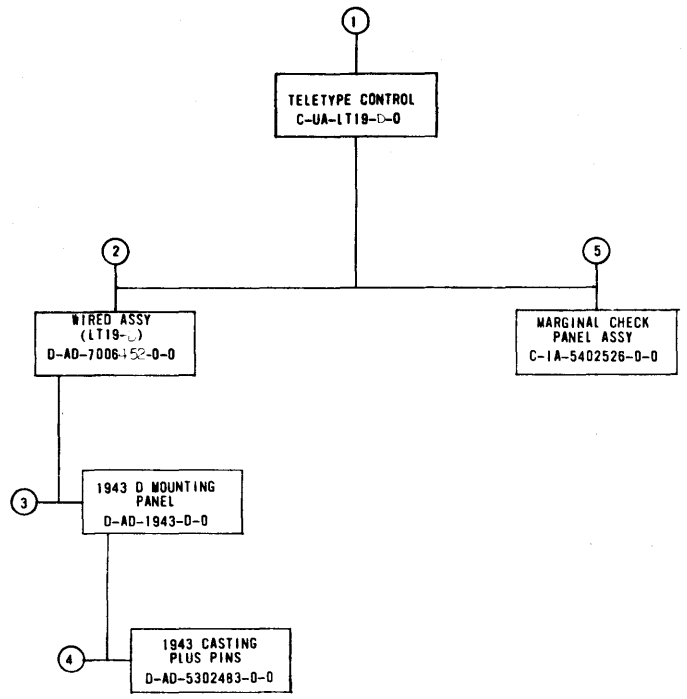 1
TELETYPE CONTROL
C-UA-LT19-D-0
2
5
WIRED ASSY
(LT19-D)
D-AD-7006452-0-0
MARGINAL CHECK
PANEL ASSY
C-IA-5402526-0-0
1943 D MOUNTING
PANEL
3
D-AD-1943-D-0
1943 CASTING
PLUS PINS
4
D-AD-5302483-0-0